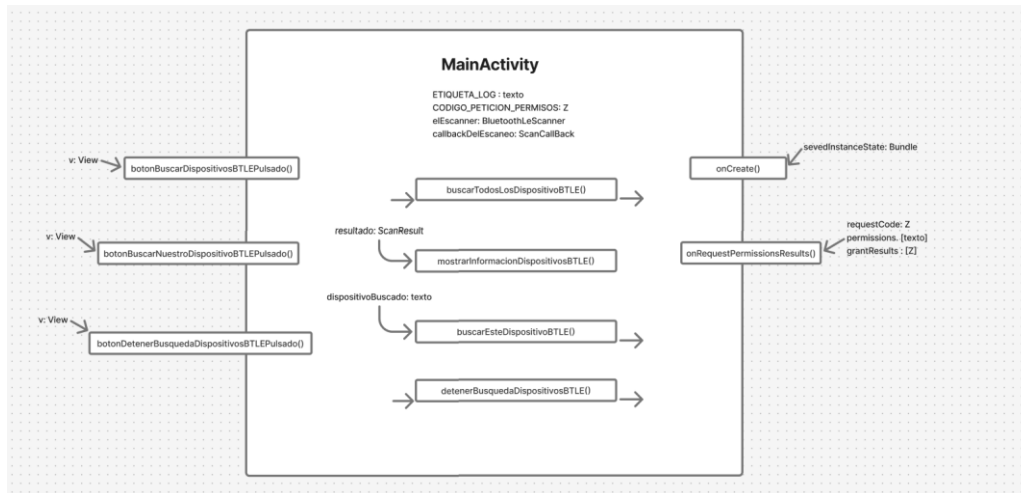 MainActivity
ETIQUETA_LOG : texto
CODIGO_PETICION_PERMISOS: Z
elEscanner: BluetoothLeScanner
callbackDelEscaneo: ScanCallBack
v: View
botonBuscarDispositivosBTLEPulsado()
sevedInstanceState: Bundle
onCreate()
buscarTodosLosDispositivoBTLE()
v: View
botonBuscarNuestroDispositivoBTLEPulsado()
resultado: ScanResult
mostrarInformacionDispositivosBTLE()
requestCode: Z
permissions. [texto]
grantResults : [Z]
onRequestPermissionsResults()
dispositivoBuscado: texto
buscarEsteDispositivoBTLE()
v: View
botonDetenerBusquedaDispositivosBTLEPulsado()
detenerBusquedaDispositivosBTLE()